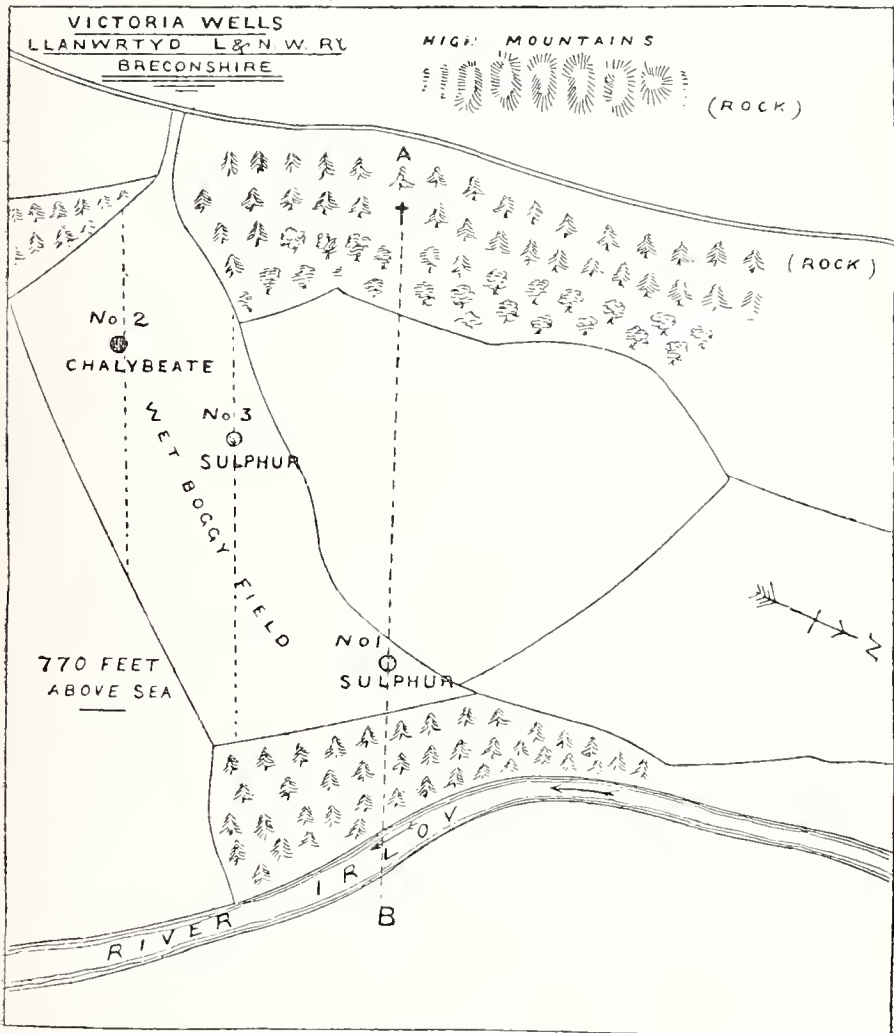 VICTORIA WELLS
LLANWRTYD L & N. W. RY
BRECONSHIRE
HIGH MOUNTAINS
(ROCK)
A
(ROCK)
No 2
CHALYBEATE
No 3
SULPHUR
WET BOGGY FIELD
N
No 1
SULPHUR
770 FEET
ABOVE SEA
RIVER IRLOV
B